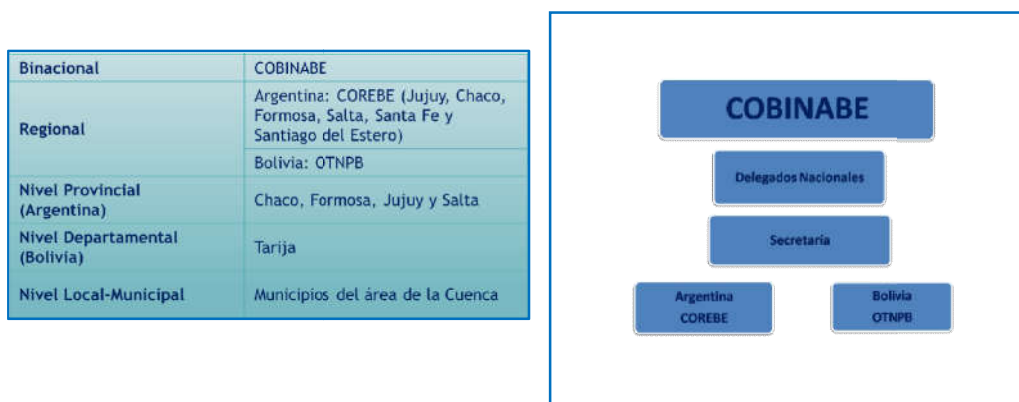 Binacional COBINABE
Regional
Argentina: COREBE (Jujuy, Chaco,
Formosa, Salta, Santa Fe y
Santiago del Estero)
Bolivia: OTNPB
Nivel Provincial
(Argentina)
Chaco, Formosa, Jujuy y Salta
Nivel Departamental
(Bolivia)
Tarija
Nivel Local-Municipal Municipios del área de la Cuenca
COBINABE
Delegados Nacionales
Secretaría
Argentina
COREBE
Bolivia
OTNPB